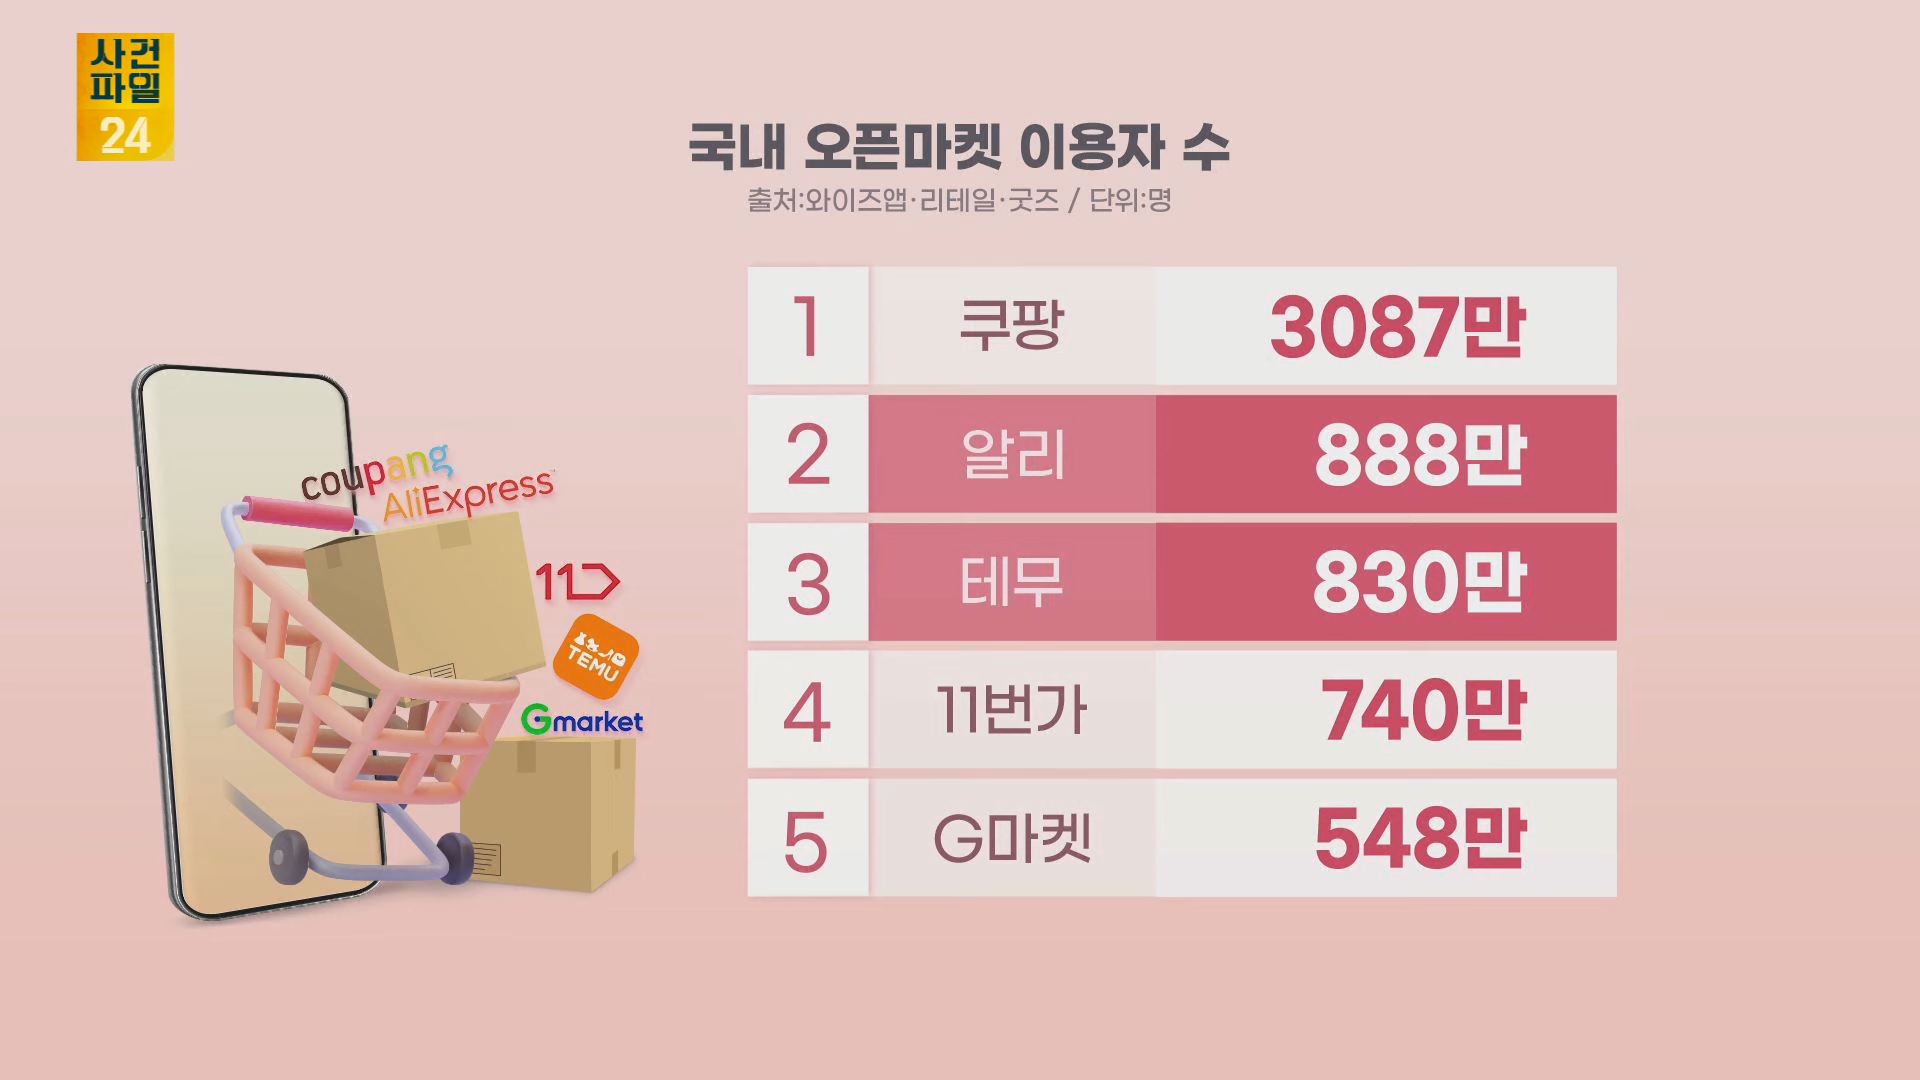 사건
파일
24
국내 오픈마켓 이용자 수
출처:와이즈앱·리테일·굿즈 / 단위:명
1 쿠팡 3087만
2 알리 888만
3 테무 830만
4 11번가 740만
5 G마켓 548만
coupang
AliExpress
11
TEMU
Gmarket